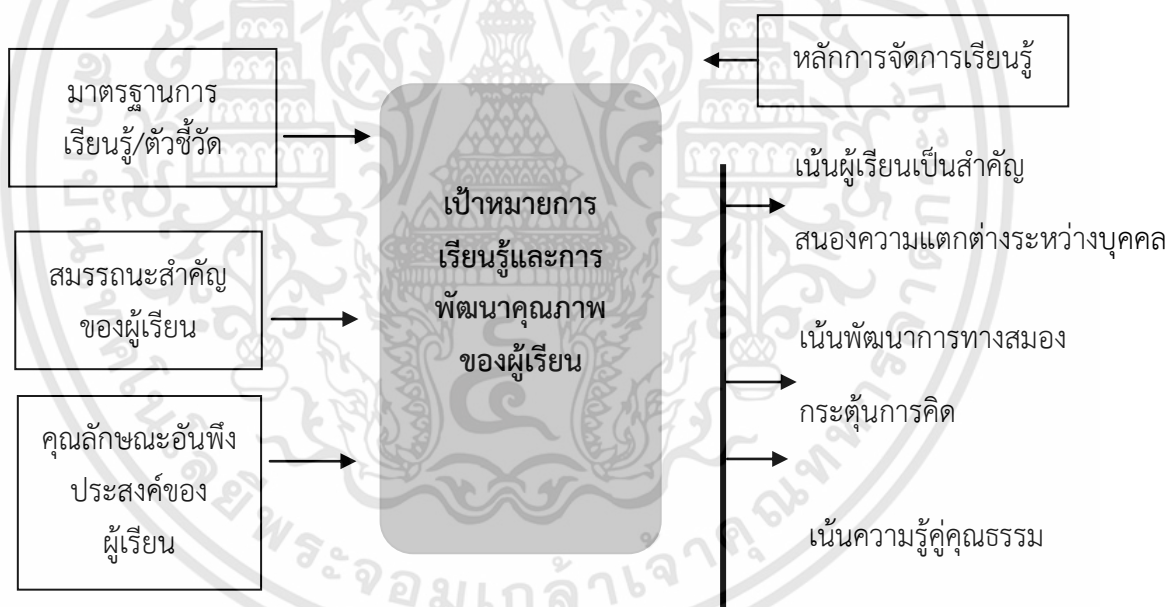 มาตรฐานการ
เรียนรู้/ตัวชี้วัด
สมรรถนะสำคัญ
ของผู้เรียน
คุณลักษณะอันพึง
ประสงค์ของ
ผู้เรียน
เป้าหมายการ
เรียนรู้และการ
พัฒนาคุณภาพ
ของผู้เรียน
หลักการจัดการเรียนรู้
เน้นผู้เรียนเป็นสำคัญ
สนองความแตกต่างระหว่างบุคคล
เน้นพัฒนาการทางสมอง
กระตุ้นการคิด
เน้นความรู้คู่คุณธรรม